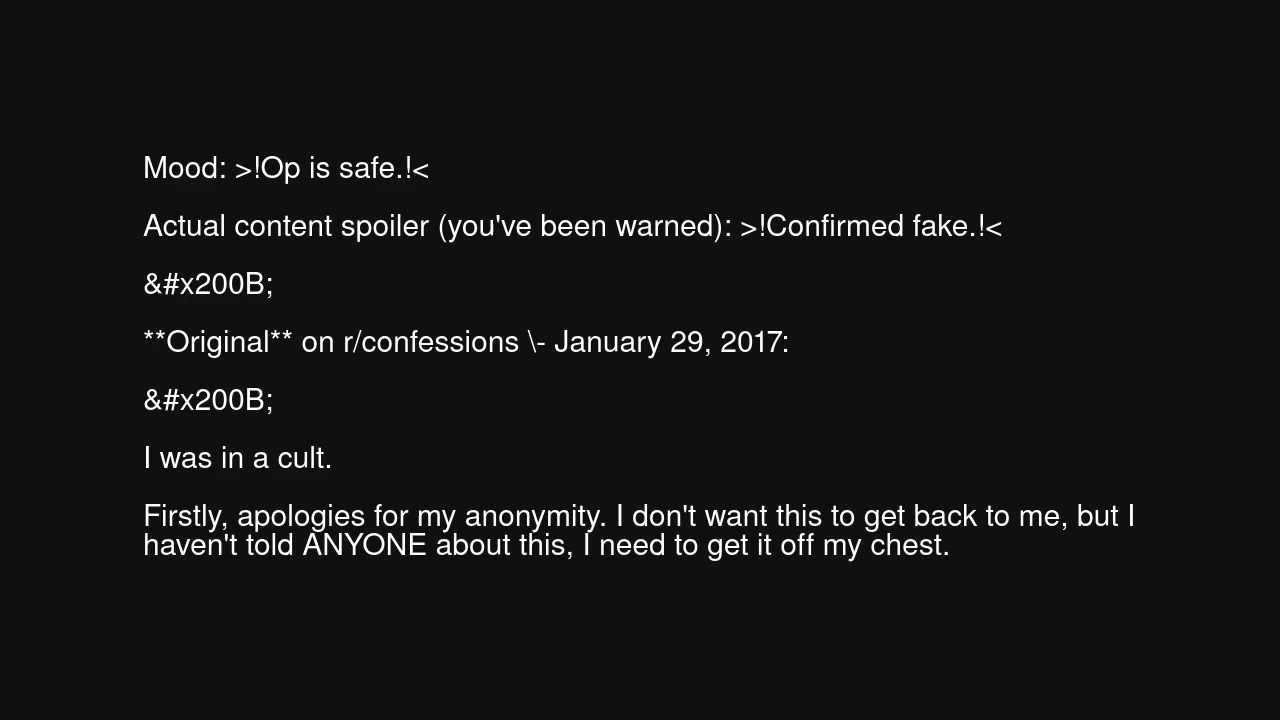 Mood: >!Op is safe.!<
Actual content spoiler (you've been warned): >!Confirmed fake.!<
&#x200B;
**Original** on r/confessions \- January 29, 2017:
&#x200B;
I was in a cult.
Firstly, apologies for my anonymity. I don't want this to get back to me, but I
haven't told ANYONE about this, I need to get it off my chest.